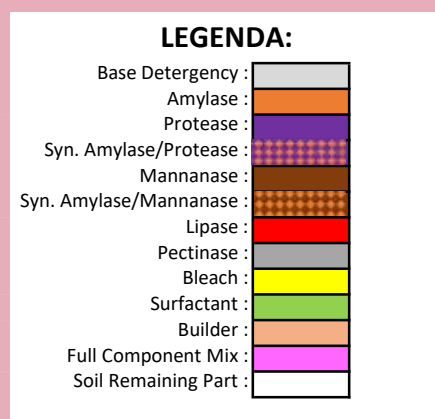 LEGENDA:
Base Detergency :
Amylase :
Protease :
Syn. Amylase/Protease :
Mannanase :
Syn. Amylase/Mannanase :
Lipase :
Pectinase :
Bleach :
Surfactant :
Builder :
Full Component Mix :
Soil Remaining Part :